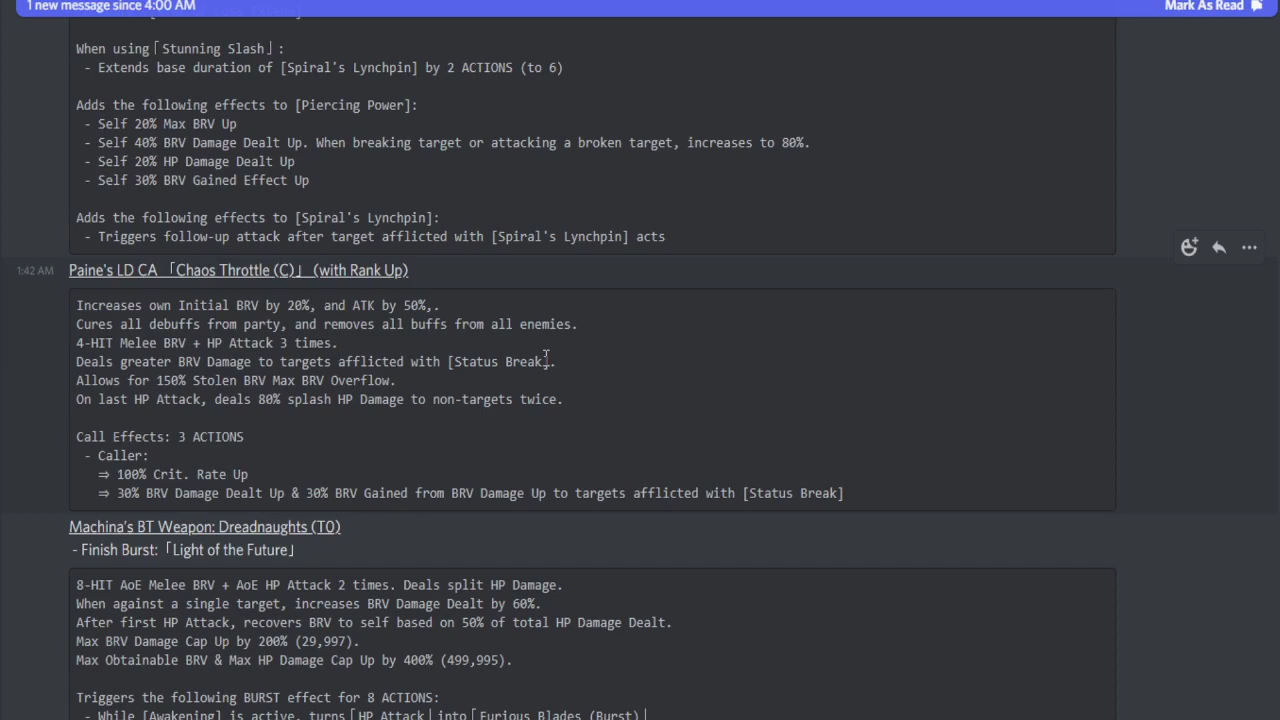 1 new message since 4:00 AM
Mark As Read
When using「Stunning Slash」:
- Extends base duration of [Spiral's Lynchpin] by 2 ACTIONS (to 6)
Adds the following effects to [Piercing Power]:
- Self 20% Max BRV Up
- Self 40% BRV Damage Dealt Up. When breaking target or attacking a broken target, increases to 80%.
- Self 20% HP Damage Dealt Up
- Self 30% BRV Gained Effect Up
Adds the following effects to [Spiral's Lynchpin]:
- Triggers follow-up attack after target afflicted with [Spiral's Lynchpin] acts
1:42 AM
Paine's LD CA 「Chaos Throttle (C)」 (with Rank Up)
Increases own Initial BRV by 20%, and ATK by 50%,.
Cures all debuffs from party, and removes all buffs from all enemies.
4-HIT Melee BRV + HP Attack 3 times.
Deals greater BRV Damage to targets afflicted with [Status Break].
Allows for 150% Stolen BRV Max BRV Overflow.
On last HP Attack, deals 80% splash HP Damage to non-targets twice.
Call Effects: 3 ACTIONS
- Caller:
⇒ 100% Crit. Rate Up
⇒ 30% BRV Damage Dealt Up & 30% BRV Gained from BRV Damage Up to targets afflicted with [Status Break]
Machina's BT Weapon: Dreadnaughts (T0)
- Finish Burst:「Light of the Future」
8-HIT AoE Melee BRV + AoE HP Attack 2 times. Deals split HP Damage.
When against a single target, increases BRV Damage Dealt by 60%.
After first HP Attack, recovers BRV to self based on 50% of total HP Damage Dealt.
Max BRV Damage Cap Up by 200% (29,997).
Max Obtainable BRV & Max HP Damage Cap Up by 400% (499,995).
Triggers the following BURST effect for 8 ACTIONS:
- While [Awakening] is active, turns「HP Attack」into「Furious Blades (Burst)」